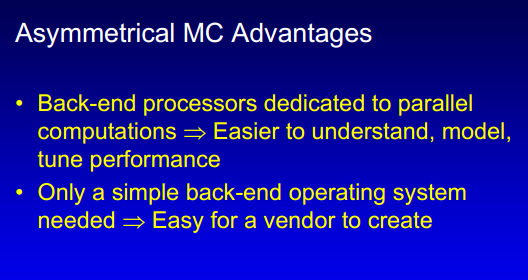 Asymmetrical MC Advantages
• Back-end processors dedicated to parallel
computations ⇒ Easier to understand, model,
tune performance
• Only a simple back-end operating system
needed ⇒ Easy for a vendor to create